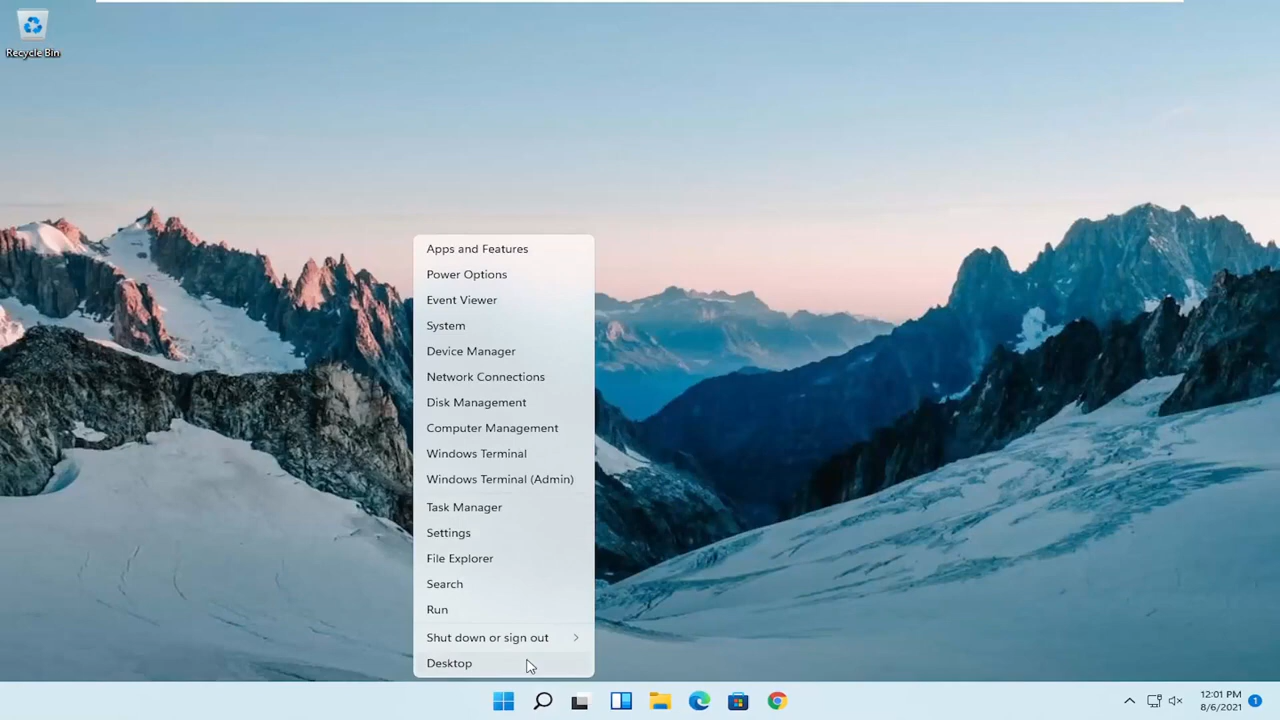 Recycle Bin
Apps and Features
Power Options
Event Viewer
System
Device Manager
Network Connections
Disk Management
Computer Management
Windows Terminal
Windows Terminal (Admin)
Task Manager
Settings
File Explorer
Search
Run
Shut down or sign out
Desktop
12:01 PM
8/6/2021
1